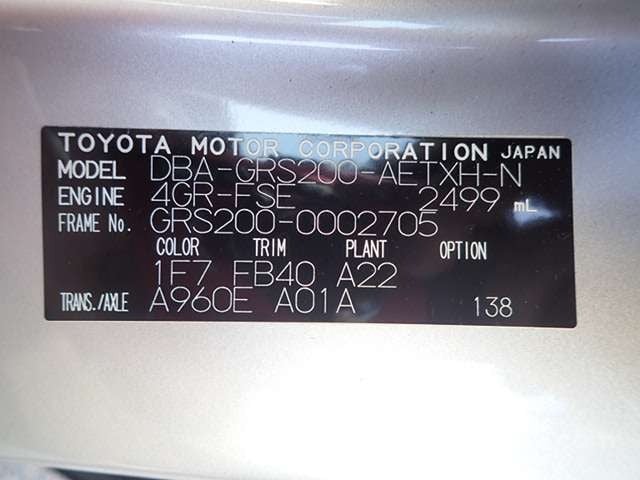 TOYOTA MOTOR CORPORATION JAPAN
MODEL DBA-GRS200-AETXH-N
ENGINE 4GR-FSE 2499 mL
FRAME No. GRS200-0002705
COLOR TRIM PLANT OPTION
1F7 FB40 A22
TRANS./AXLE A960E A01A 138